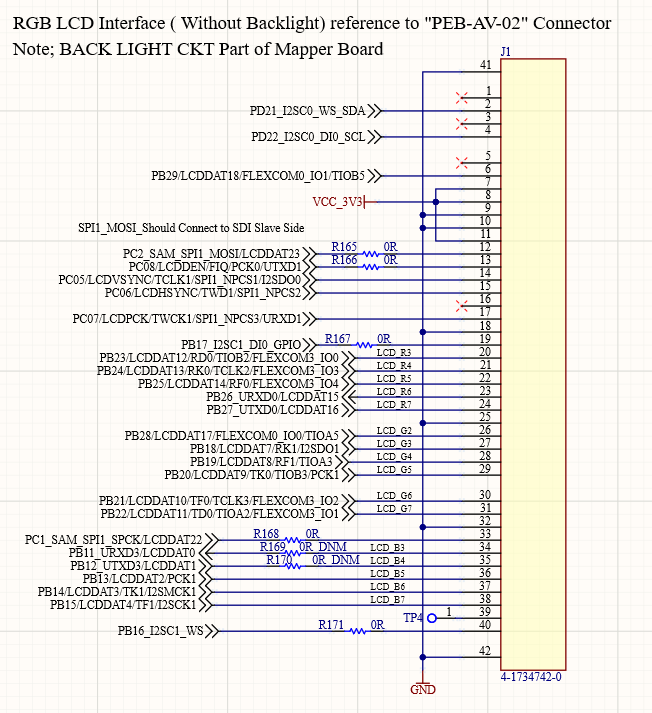 RGB LCD Interface ( Without Backlight) reference to "PEB-AV-02" Connector
Note; BACK LIGHT CKT Part of Mapper Board
J1
41
1
PD21_I2SC0_WS_SDA 2
3
PD22_I2SC0_DI0_SCL 4
5
PB29/LCDDAT18/FLEXCOM0_IO1/TIOB5 6
7
VCC_3V3 8
9
SPI1_MOSI_Should Connect to SDI Slave Side 10
11
PC2_SAM_SPI1_MOSI/LCDDAT23 R165 0R 12
PC08/LCDDEN/FIQ/PCK0/UTXD1 R166 0R 13
PC05/LCDVSYNC/TCLK1/SPI1_NPCS1/I2SDO0 14
PC06/LCDHSYNC/TWD1/SPI1_NPCS2 15
16
PC07/LCDPCK/TWCK1/SPI1_NPCS3/URXD1 17
18
PB17_I2SC1_DI0_GPIO R167 0R 19
PB23/LCDDAT12/RD0/TIOB2/FLEXCOM3_IO0 LCD_R3 20
PB24/LCDDAT13/RK0/TCLK2/FLEXCOM3_IO3 LCD_R4 21
PB25/LCDDAT14/RF0/FLEXCOM3_IO4 LCD_R5 22
PB26_URXD0/LCDDAT15 LCD_R6 23
PB27_UTXD0/LCDDAT16 LCD_R7 24
25
PB28/LCDDAT17/FLEXCOM0_IO0/TIOA5 LCD_G2 26
PB18/LCDDAT7/RK1/I2SDO1 LCD_G3 27
PB19/LCDDAT8/RF1/TIOA3 LCD_G4 28
PB20/LCDDAT9/TK0/TIOB3/PCK1 LCD_G5 29
PB21/LCDDAT10/TF0/TCLK3/FLEXCOM3_IO2 LCD_G6 30
PB22/LCDDAT11/TD0/TIOA2/FLEXCOM3_IO1 LCD_G7 31
32
PC1_SAM_SPI1_SPCK/LCDDAT22 R168 0R 33
PB11_URXD3/LCDDAT0 R169 0R DNM LCD_B3 34
PB12_UTXD3/LCDDAT1 R170 0R DNM LCD_B4 35
PB13/LCDDAT2/PCK1 LCD_B5 36
PB14/LCDDAT3/TK1/I2SMCK1 LCD_B6 37
PB15/LCDDAT4/TF1/I2SCK1 LCD_B7 38
TP4 1 39
PB16_I2SC1_WS R171 0R 40
42
4-1734742-0
GND